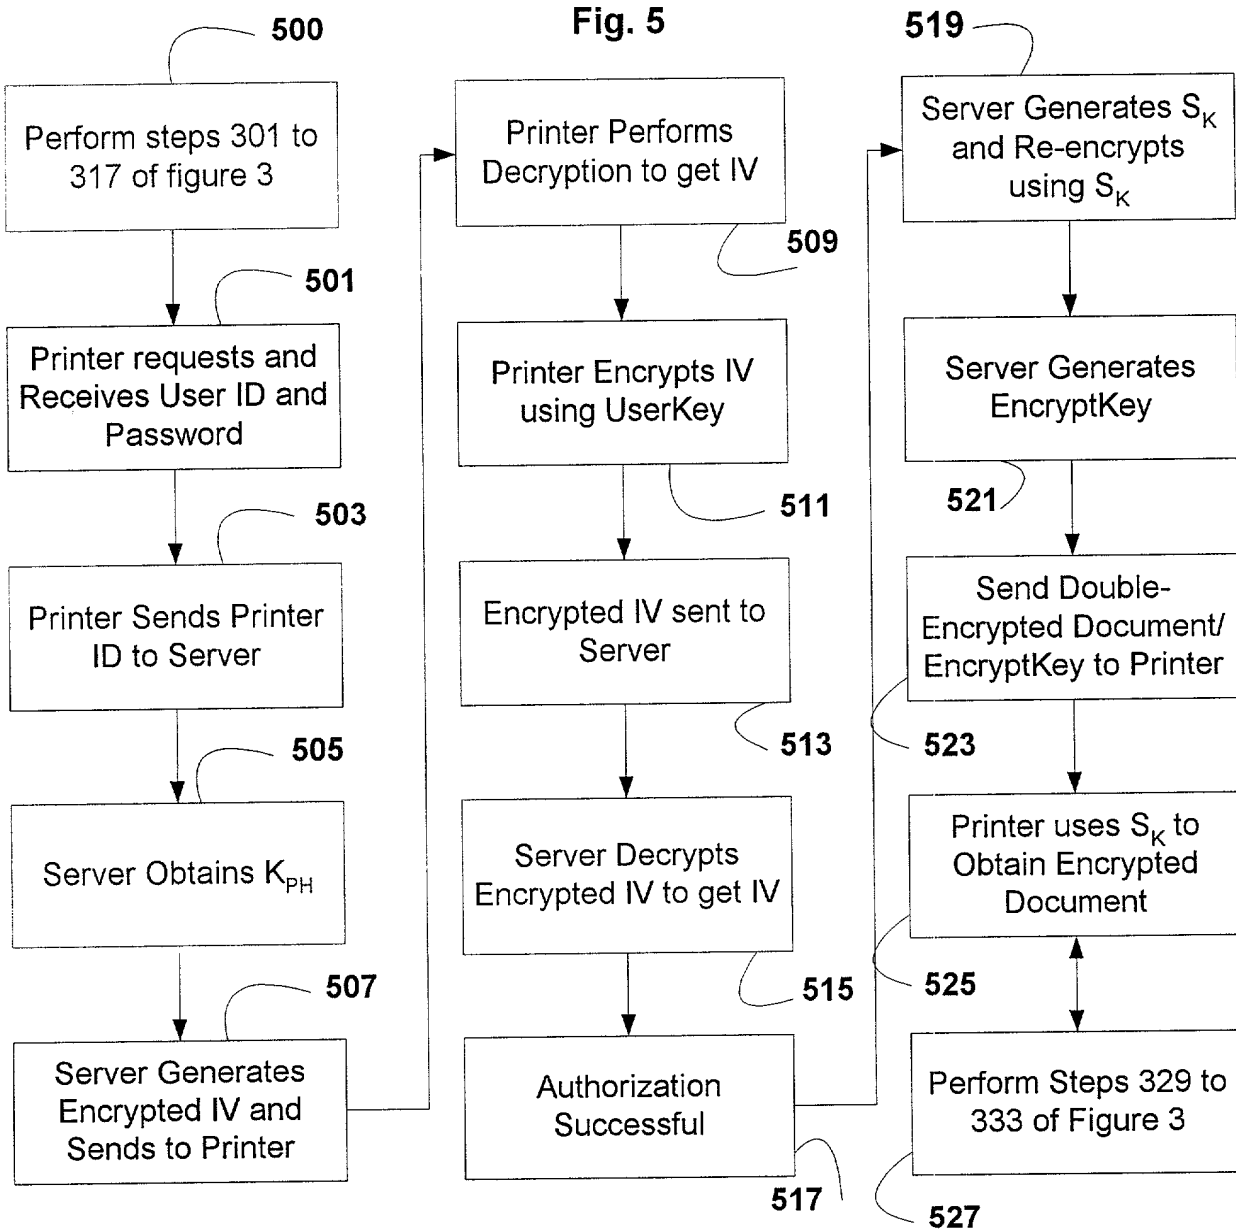 Fig. 5
500
Perform steps 301 to
317 of figure 3
501
Printer requests and
Receives User ID and
Password
503
Printer Sends Printer
ID to Server
505
Server Obtains K_PH
507
Server Generates
Encrypted IV and
Sends to Printer
Printer Performs
Decryption to get IV
509
Printer Encrypts IV
using UserKey
511
Encrypted IV sent to
Server
513
Server Decrypts
Encrypted IV to get IV
515
Authorization
Successful
517
519
Server Generates S_K
and Re-encrypts
using S_K
Server Generates
EncryptKey
521
Send Double-
Encrypted Document/
EncryptKey to Printer
523
Printer uses S_K to
Obtain Encrypted
Document
525
Perform Steps 329 to
333 of Figure 3
527